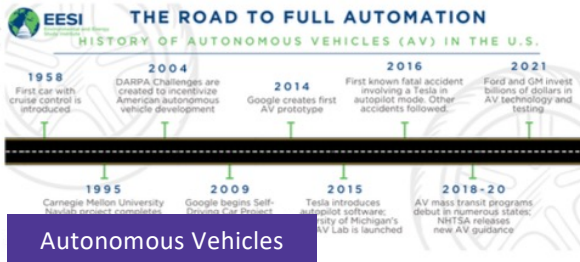 EESI
Environmental and Energy
Study Institute
THE ROAD TO FULL AUTOMATION
HISTORY OF AUTONOMOUS VEHICLES (AV) IN THE U.S.
1958
First car with
cruise control is
introduced
2004
DARPA Challenges are
created to incentivize
American autonomous
vehicle development
2014
Google creates first
AV prototype
2016
First known fatal accident
involving a Tesla in
autopilot mode. Other
accidents followed.
2021
Ford and GM invest
billions of dollars in
AV technology and
testing
1995
Carnegie Mellon University
Navlab project completes
2009
Google begins Self-
Driving Car Project
2015
Tesla introduces
autopilot software;
of Michigan's
AV Lab is launched
2018-20
AV mass transit programs
debut in numerous states;
NHTSA releases
new AV guidance
Autonomous Vehicles